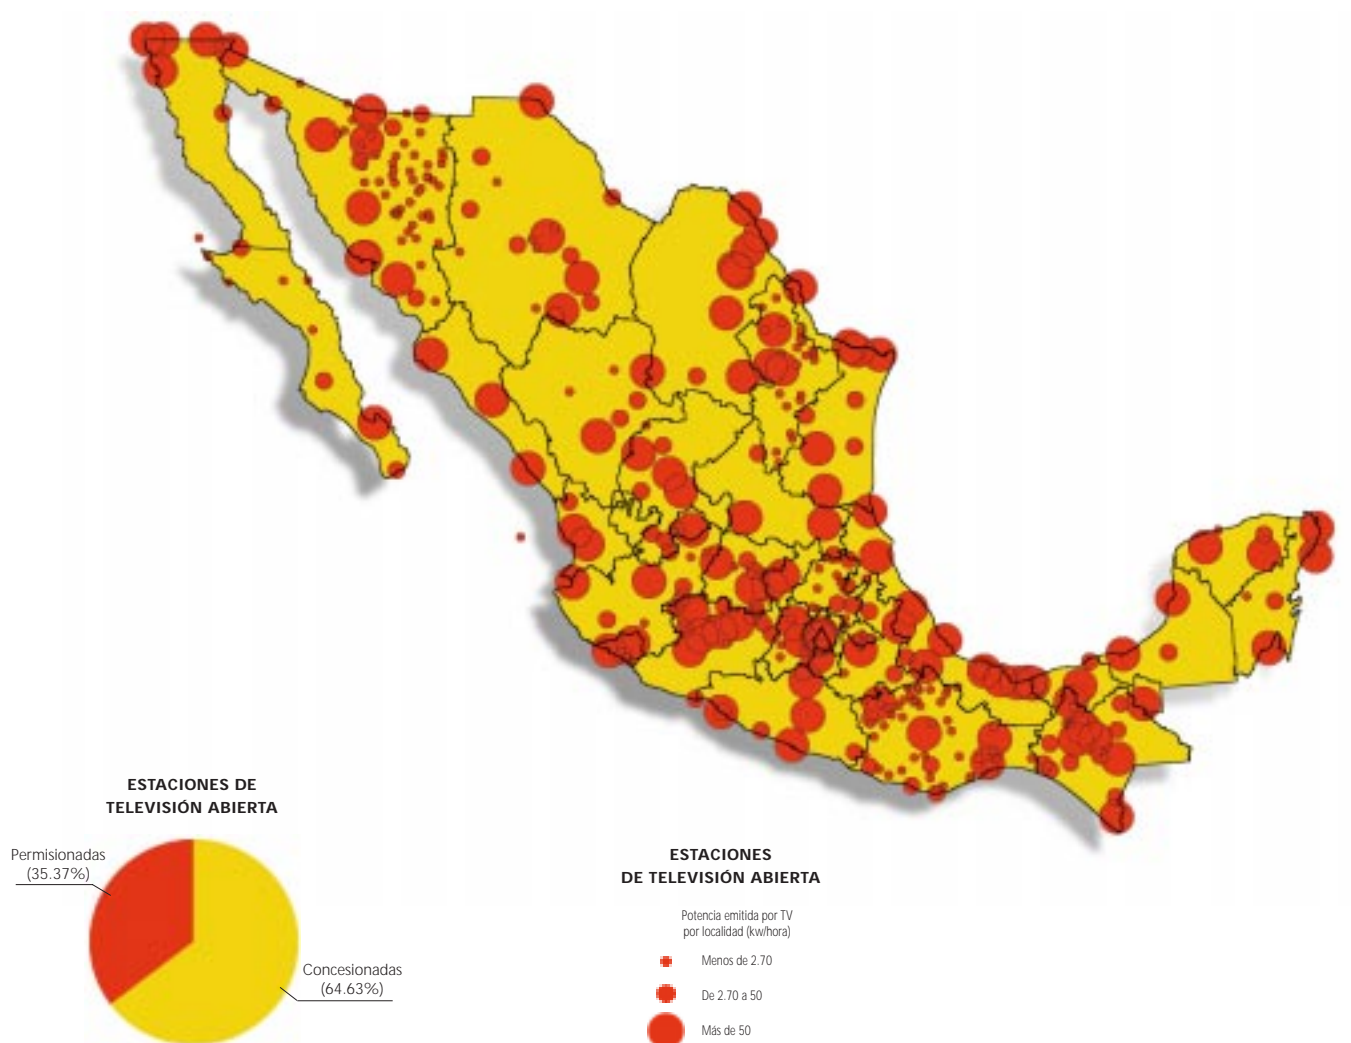 ESTACIONES DE
TELEVISIÓN ABIERTA
Permisionadas
(35.37%)
Concesionadas
(64.63%)
ESTACIONES
DE TELEVISIÓN ABIERTA
Potencia emitida por TV
por localidad (kw/hora)
Menos de 2.70
De 2.70 a 50
Más de 50